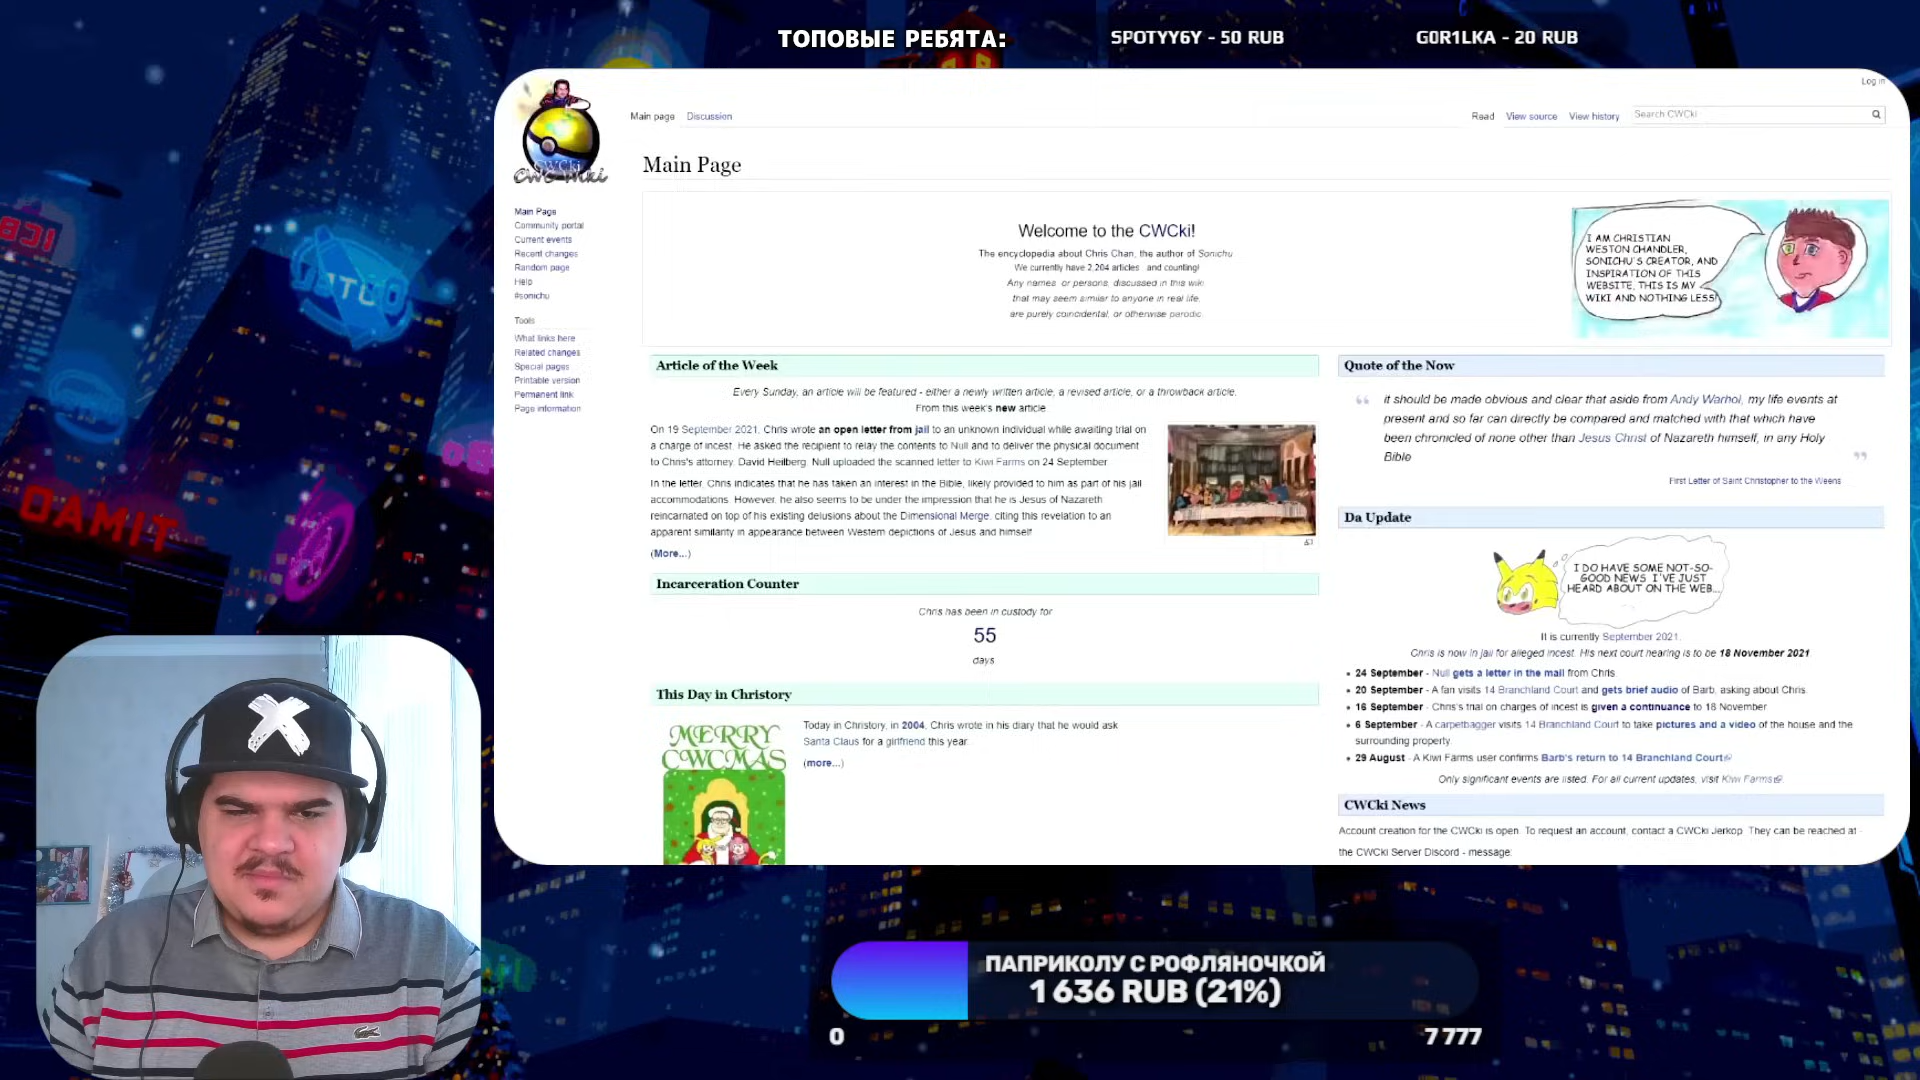 ТОПОВЫЕ РЕБЯТА:
SPOTYY6Y - 50 RUB
G0R1LKA - 20 RUB
Log in
Main page
Discussion
Read
View source
View history
Search CWCki
CWCki
CWC Wiki
Main Page
Main Page
Community portal
Current events
Recent changes
Random page
Help
#sonichu
Tools
What links here
Related changes
Special pages
Printable version
Permanent link
Page information
Welcome to the CWCki!
The encyclopedia about Chris Chan, the author of Sonichu
We currently have 2,204 articles and counting!
Any names or persons, discussed in this wiki
that may seem similar to anyone in real life,
are purely coincidental, or otherwise parodic.
I AM CHRISTIAN
WESTON CHANDLER,
SONICHU'S CREATOR, AND
INSPIRATION OF THIS
WEBSITE, THIS IS MY
WIKI AND NOTHING LESS!
Article of the Week
Every Sunday, an article will be featured - either a newly written article, a revised article, or a throwback article.
From this week's new article.
On 19 September 2021, Chris wrote an open letter from jail to an unknown individual while awaiting trial on
a charge of incest. He asked the recipient to relay the contents to Null and to deliver the physical document
to Chris's attorney, David Heilberg. Null uploaded the scanned letter to Kiwi Farms on 24 September
In the letter, Chris indicates that he has taken an interest in the Bible, likely provided to him as part of his jail
accommodations. However, he also seems to be under the impression that he is Jesus of Nazareth
reincarnated on top of his existing delusions about the Dimensional Merge, citing this revelation to an
apparent similarity in appearance between Western depictions of Jesus and himself
(More...)
Incarceration Counter
Chris has been in custody for
55
days
This Day in Christory
MERRY
CWCMAS
Today in Christory, in 2004, Chris wrote in his diary that he would ask
Santa Claus for a girlfriend this year.
(more...)
Quote of the Now
“ it should be made obvious and clear that aside from Andy Warhol, my life events at
present and so far can directly be compared and matched with that which have
been chronicled of none other than Jesus Christ of Nazareth himself, in any Holy
Bible ”
First Letter of Saint Christopher to the Weens
Da Update
I DO HAVE SOME NOT-SO-
GOOD NEWS I'VE JUST
HEARD ABOUT ON THE WEB...
It is currently September 2021.
Chris is now in jail for alleged incest. His next court hearing is to be 18 November 2021
• 24 September - Null gets a letter in the mail from Chris.
• 20 September - A fan visits 14 Branchland Court and gets brief audio of Barb, asking about Chris.
• 16 September - Chris's trial on charges of incest is given a continuance to 18 November
• 6 September - A carpetbagger visits 14 Branchland Court to take pictures and a video of the house and the
surrounding property.
• 29 August - A Kiwi Farms user confirms Barb's return to 14 Branchland Court
Only significant events are listed. For all current updates, visit Kiwi Farms.
CWCki News
Account creation for the CWCki is open. To request an account, contact a CWCki Jerkop. They can be reached at -
the CWCki Server Discord - message:
DAMIT
ПАПРИКОЛУ С РОФЛЯНОЧКОЙ
1 636 RUB (21%)
0
7 777